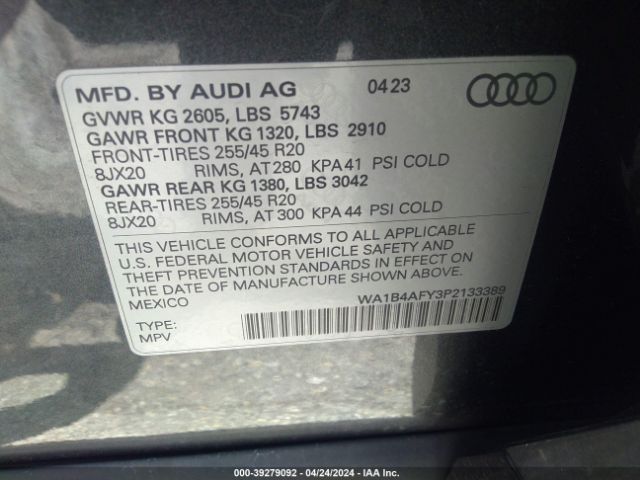 MFD. BY AUDI AG 0423
GVWR KG 2605, LBS 5743
GAWR FRONT KG 1320, LBS 2910
FRONT-TIRES 255/45 R20
8JX20 RIMS, AT 280 KPA 41 PSI COLD
GAWR REAR KG 1380, LBS 3042
REAR-TIRES 255/45 R20
8JX20 RIMS, AT 300 KPA 44 PSI COLD
THIS VEHICLE CONFORMS TO ALL APPLICABLE
U.S. FEDERAL MOTOR VEHICLE SAFETY AND
THEFT PREVENTION STANDARDS IN EFFECT ON
THE DATE OF MANUFACTURE SHOWN ABOVE.
MEXICO WA1B4AFY3P2133389
TYPE:
MPV
000-39279092 - 04/24/2024 - IAA Inc.